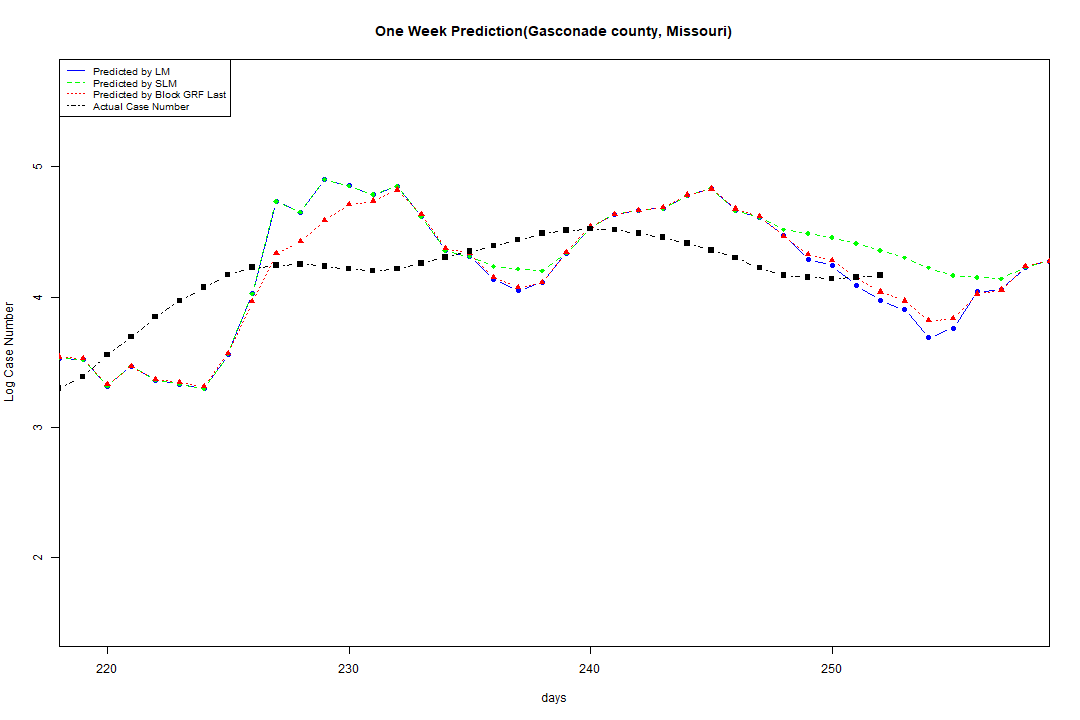 One Week Prediction(Gasconade county, Missouri)
Predicted by LM
Predicted by SLM
Predicted by Block GRF Last
Actual Case Number
5
4
3
2
Log Case Number
220 230 240 250
days